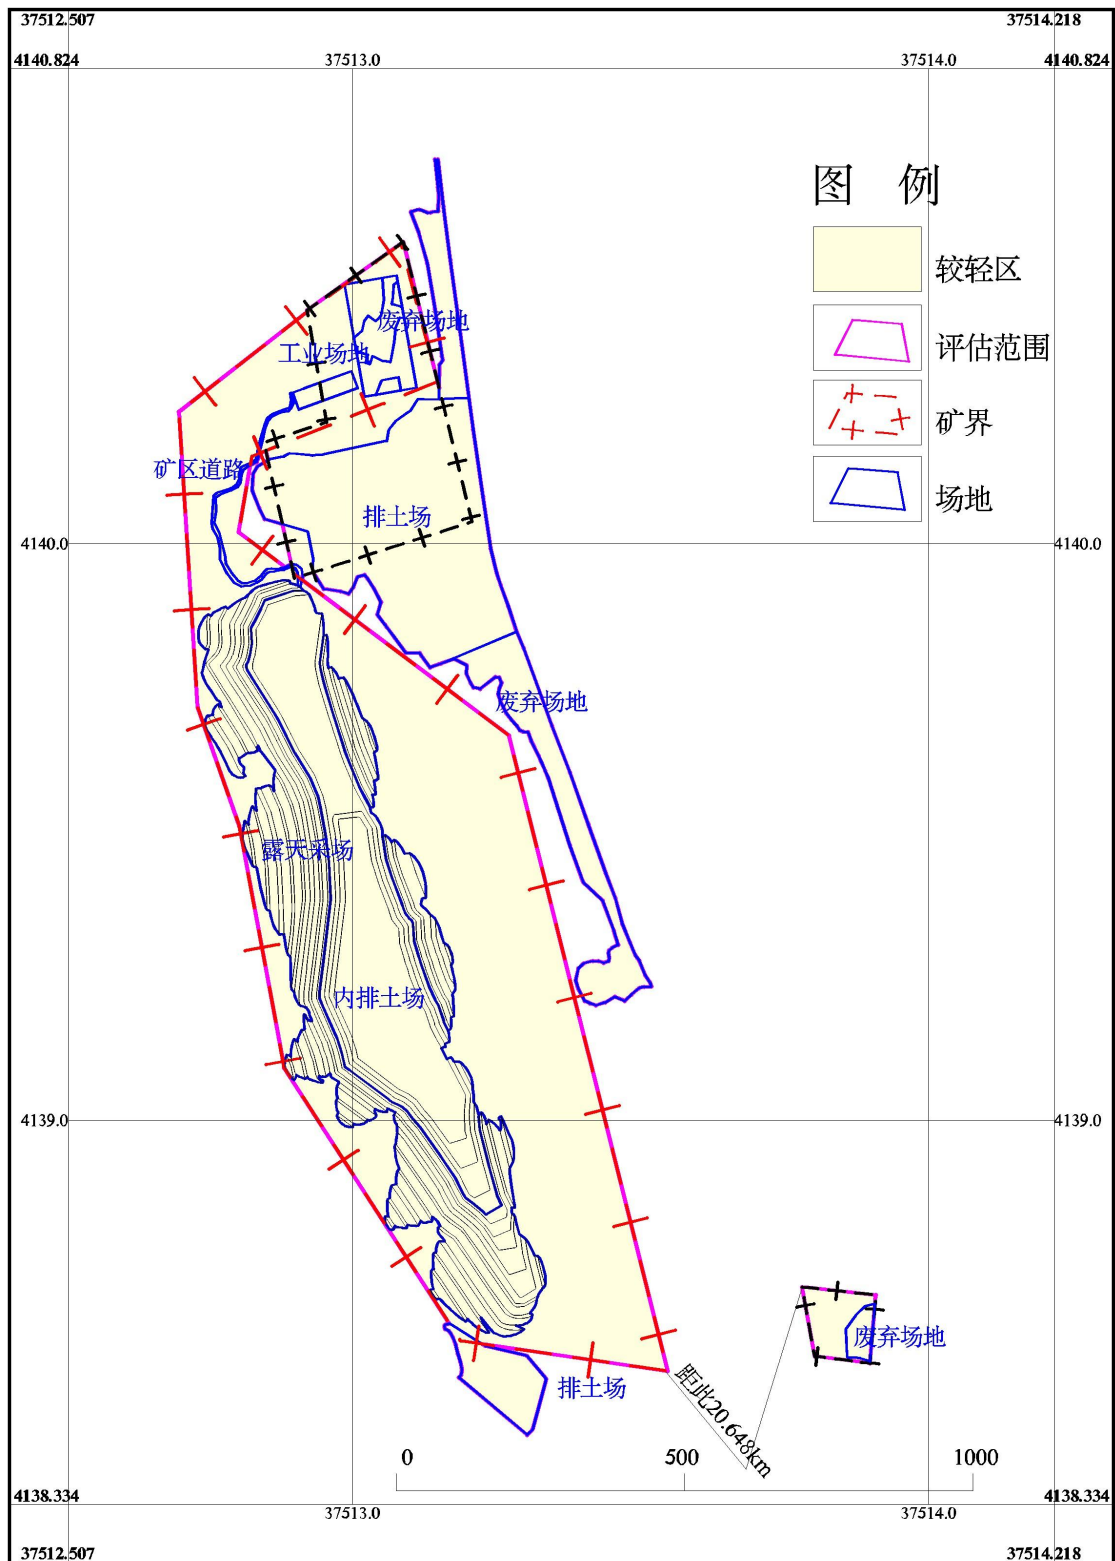 37512.507
37514.218
4140.824
37513.0
37514.0
4140.824
图 例
较轻区
评估范围
矿界
场地
废弃场地
工业场地
矿区道路
排土场
4140.0
4140.0
废弃场地
露天采场
内排土场
4139.0
4139.0
废弃场地
排土场
距此20.648km
0
500
1000
4138.334
37513.0
37514.0
4138.334
37512.507
37514.218